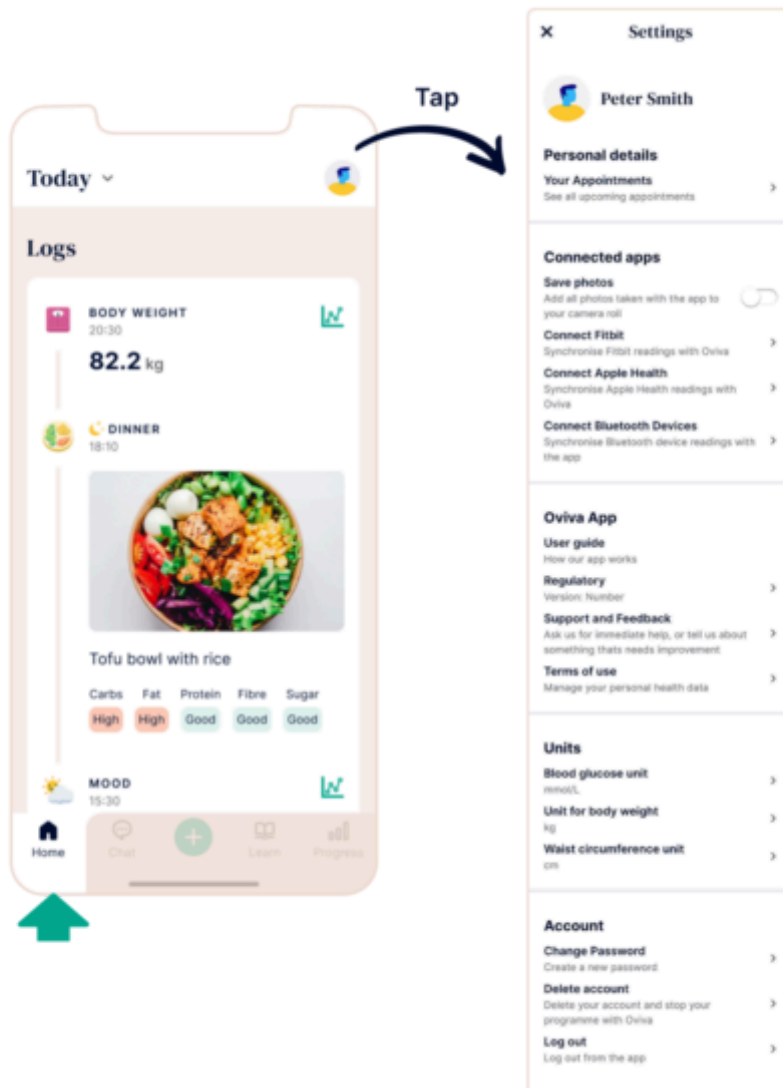 Tap
Today
Logs
BODY WEIGHT
20:30
82.2 kg
DINNER
18:10
Tofu bowl with rice
Carbs Fat Protein Fibre Sugar
High High Good Good Good
MOOD
15:30
Home Chat Learn Progress
Settings
Peter Smith
Personal details
Your Appointments
See all upcoming appointments
Connected apps
Save photos
Add all photos taken with the app to
your camera roll
Connect Fitbit
Synchronise Fitbit readings with Oviva
Connect Apple Health
Synchronise Apple Health readings with
Oviva
Connect Bluetooth Devices
Synchronise Bluetooth device readings with
the app
Oviva App
User guide
How our app works
Regulatory
Version: Number
Support and Feedback
Ask us for immediate help, or tell us about
something thats needs improvement
Terms of use
Manage your personal health data
Units
Blood glucose unit
mmol/L
Unit for body weight
kg
Waist circumference unit
cm
Account
Change Password
Create a new password
Delete account
Delete your account and stop your
programme with Oviva
Log out
Log out from the app